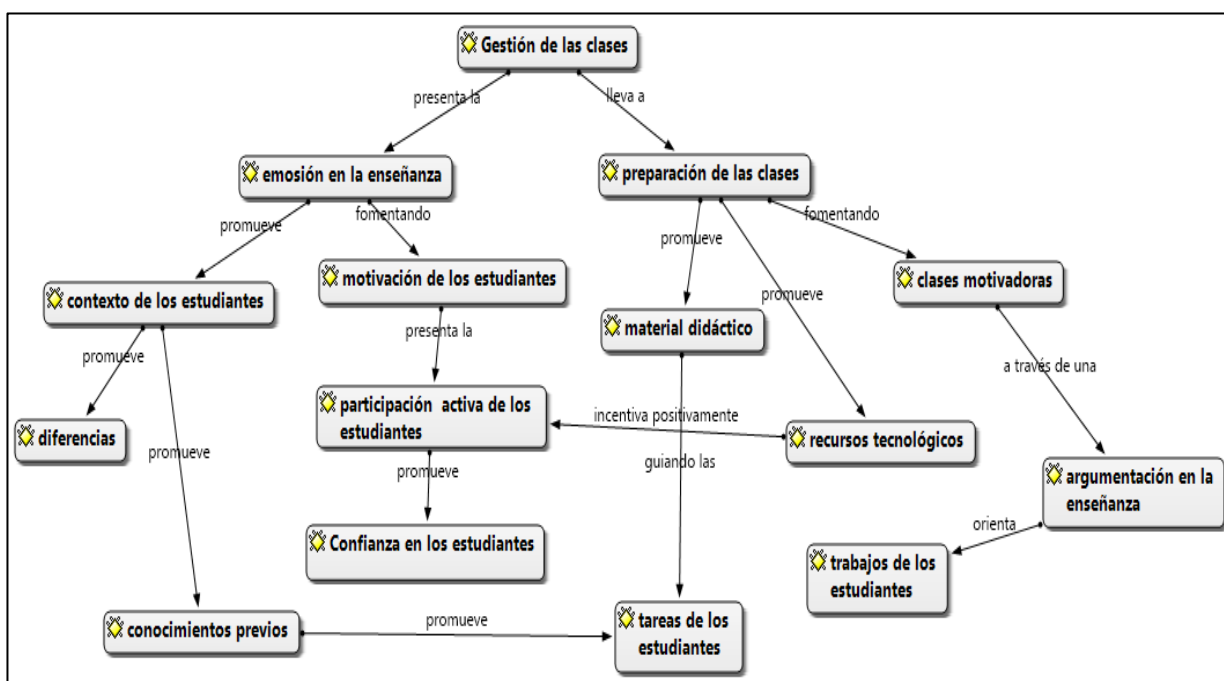 Gestión de las clases
presenta la
lleva a
emosión en la enseñanza
preparación de las clases
promueve
fomentando
promueve
fomentando
contexto de los estudiantes
motivación de los estudiantes
promueve
clases motivadoras
material didáctico
promueve
presenta la
a través de una
diferencias
participación  activa de los
estudiantes
incentiva positivamente
recursos tecnológicos
promueve
promueve
guiando las
argumentación en la
enseñanza
Confianza en los estudiantes
orienta
trabajos de los
estudiantes
conocimientos previos
promueve
tareas de los
estudiantes